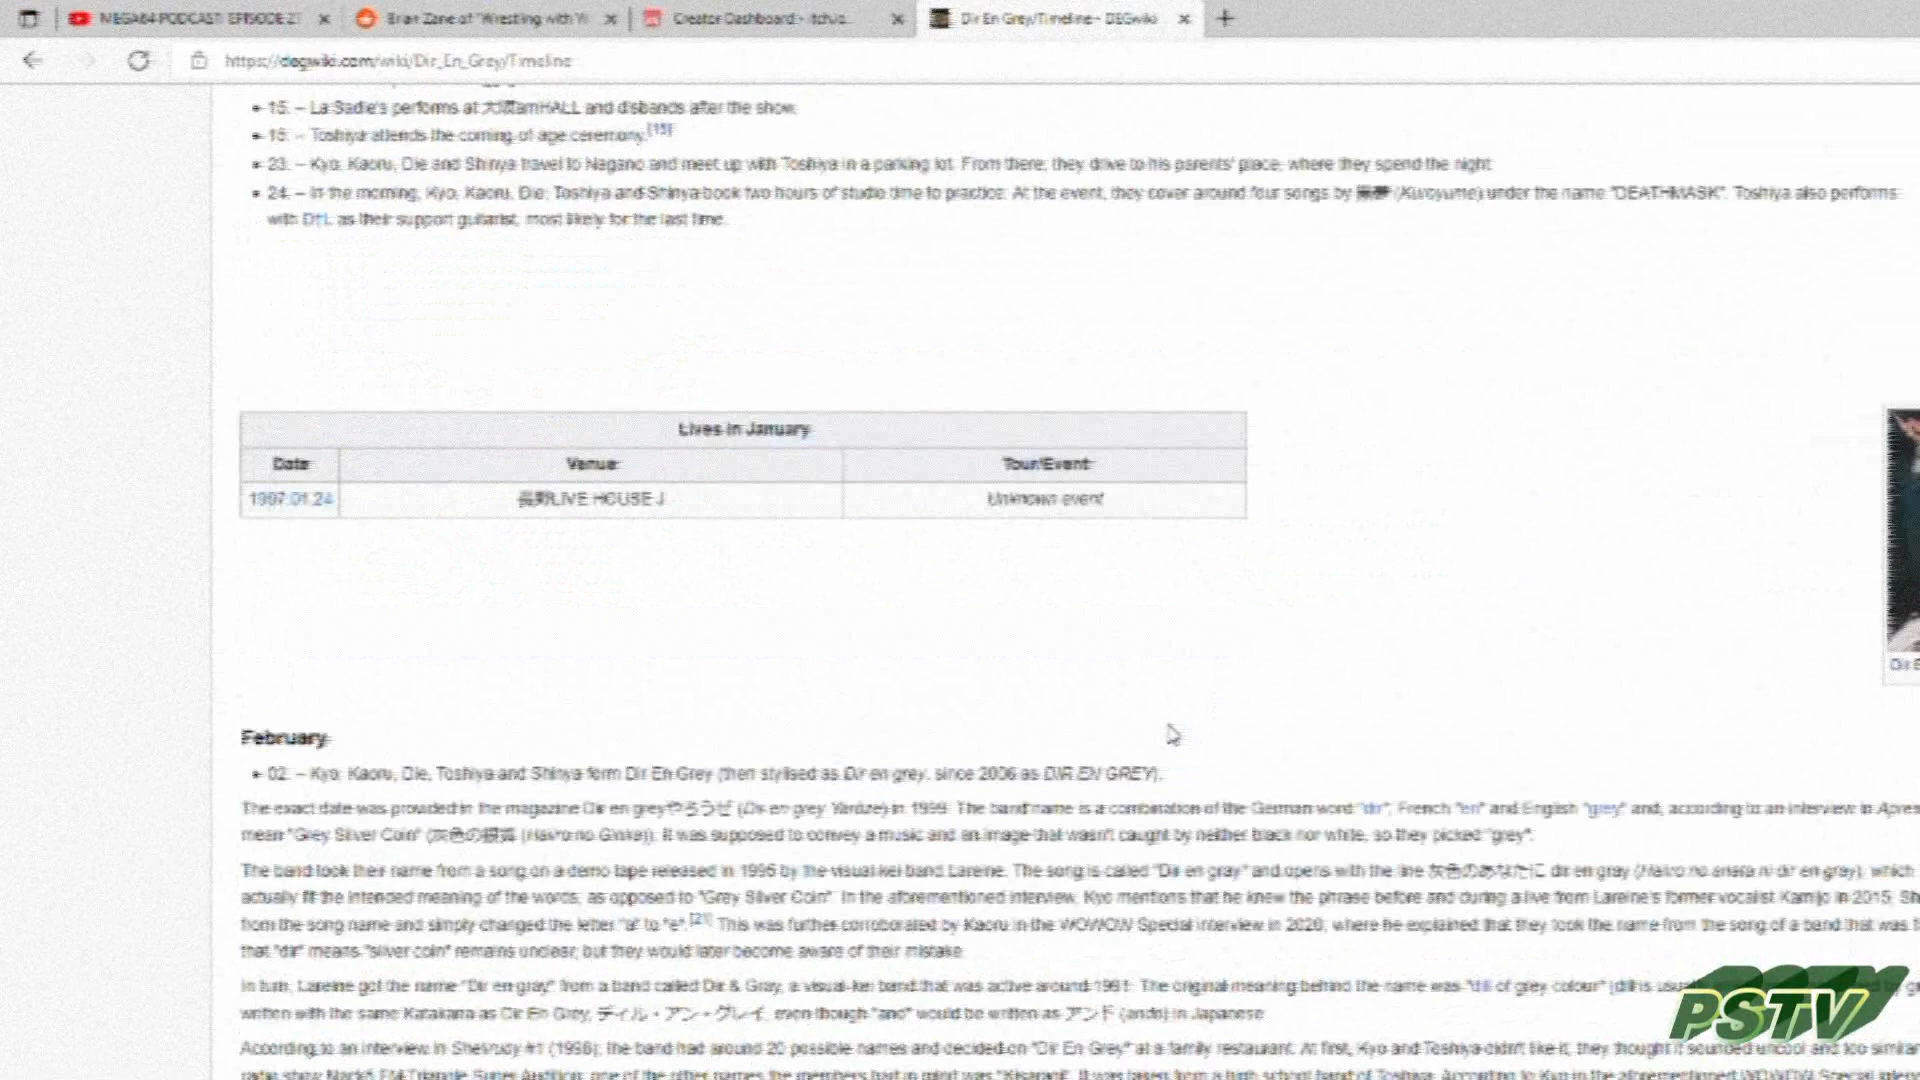 MEGA64 PODCAST: EPISODE
Brian Zane of "Wrestling with
Creator Dashboard - itch.io
Dir En Grey/Timeline - DEGwiki
https://degwiki.com/wiki/Dir_En_Grey/Timeline
15. – La:Sadie's performs at 大阪amHALL and disbands after the show.
15. – Toshiya attends the coming of age ceremony.
23. – Kyo, Kaoru, Die and Shinya travel to Nagano and meet up with Toshiya in a parking lot. From there, they drive to his parents' place, where they spend the night.
24. – In the morning, Kyo, Kaoru, Die, Toshiya and Shinya book two hours of studio time to practice. At the event, they cover around four songs by 黒夢 (Kuroyume) under the name "DEATHMASK". Toshiya also performs
with as their support guitarist, most likely for the last time.
Lives in January
Date Venue Tour/Event
1997.01.24 長野LIVE HOUSE J Unknown event
February
02. – Kyo, Kaoru, Die, Toshiya and Shinya form Dir En Grey (then stylised as Dir en grey, since 2006 as DIR EN GREY).
The exact date was provided in the magazine Dir en greyやろうぜ (Dir en grey Yarōze) in 1999. The band name is a combination of the German word "dir", French "en" and English "grey" and, according to an interview in
mean "Grey Silver Coin" (灰色の銀貨 (Haiiro no Ginka)). It was supposed to convey a music and an image that wasn't caught by neither black nor white, so they picked "grey".
The band took their name from a song on a demo tape released in 1996 by the visual kei band Lareine. The song is called "Dir en gray" and opens with the line 灰色のあなたに dir en gray (Haiiro no anata ni dir en gray), which
actually fit the intended meaning of the words, as opposed to "Grey Silver Coin". In the aforementioned interview, Kyo mentions that he knew the phrase before and during a live from Lareine's former vocalist Kamijo in 2015,
from the song name and simply changed the letter "a" to "e".[21] This was further corroborated by Kaoru in the WOWOW Special interview in 2020, where he explained that they took the name from the song of a band that was
that "dir" means "silver coin" remains unclear, but they would later become aware of their mistake.
In turn, Lareine got the name "Dir en gray" from a band called Dir & Gray, a visual kei band that was active around 1991. The original meaning behind the name was of grey colour"
written with the same Katakana as Dir En Grey, ディル・アン・グレイ, even though "and" would be written as アンド (ando) in Japanese.
According to an interview in (1998), the band had around 20 possible names and decided on "Dir En Grey" at a family restaurant. At first, Kyo and Toshiya didn't like it, they thought it sounded uncool and too similar
PSTV